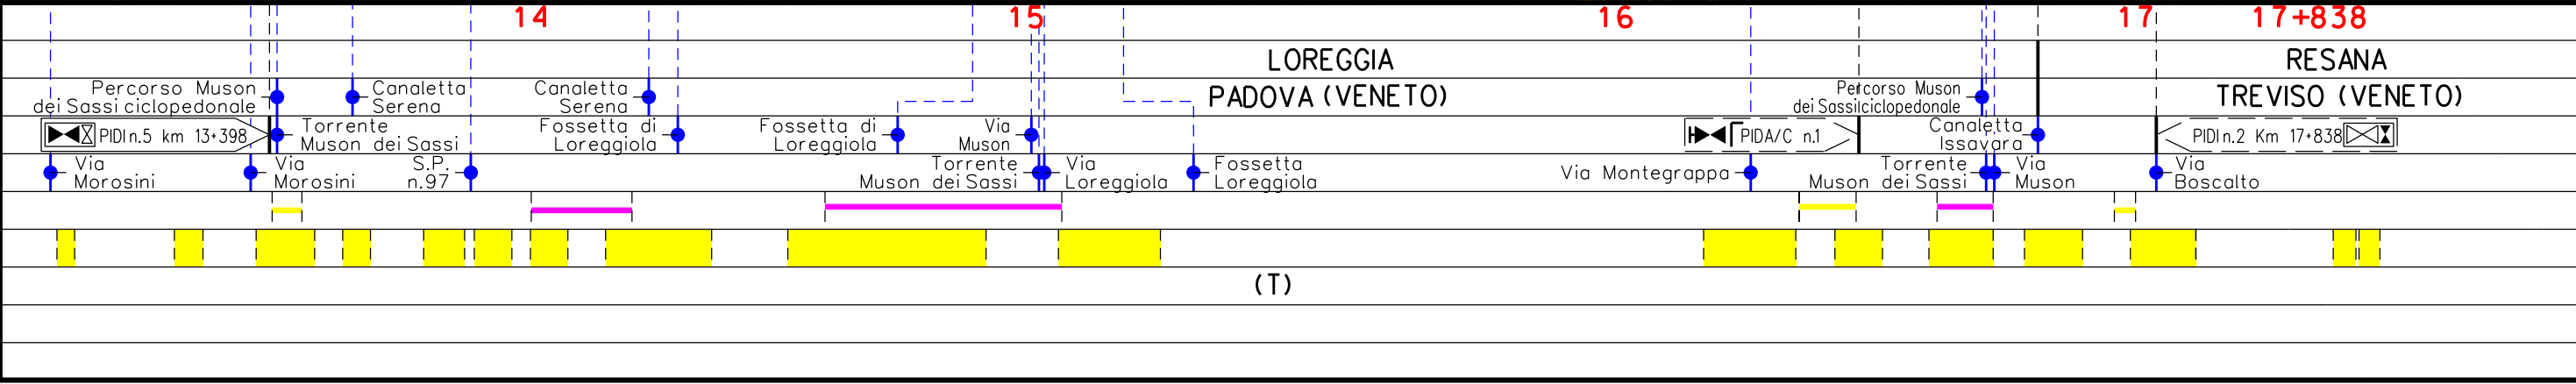 14 15 16 17 17+838
LOREGGIA RESANA
Percorso Muson Canaletta Canaletta Percorso Muson
dei Sassi ciclopedonale Serena Serena PADOVA (VENETO) dei Sassi ciclopedonale TREVISO (VENETO)
PIDI n.5 km 13+398 Torrente Fossetta di Fossetta di Via PIDA/C n.1 Canaletta PIDI n.2 Km 17+838
Muson dei Sassi Loreggiola Loreggiola Muson Issavara
Via Via S.P. Torrente Via Fossetta Via Montegrappa Torrente Via Via
Morosini Morosini n.97 Muson dei Sassi Loreggiola Loreggiola Muson dei Sassi Muson Boscalto
(T)